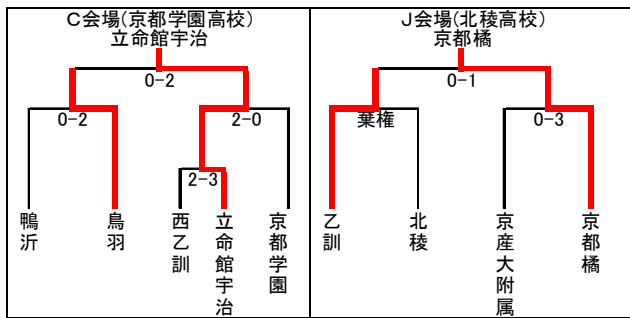 C会場(京都学園高校)
立命館宇治
0-2
0-2
2-0
2-3
鴨沂
鳥羽
西乙訓
立命館宇治
京都学園
J会場(北稜高校)
京都橘
0-1
棄権
0-3
乙訓
北稜
京産大附属
京都橘